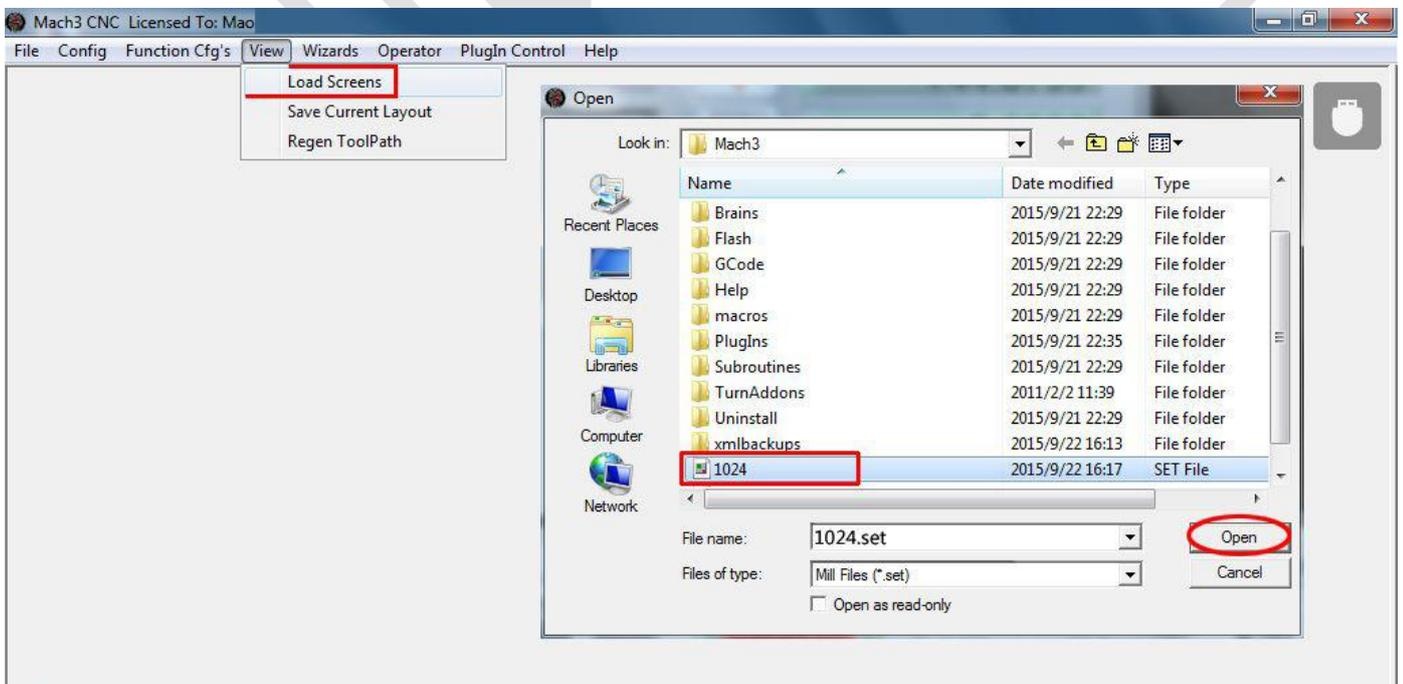 Mach3 CNC Licensed To: Mao
File Config Function Cfg's View Wizards Operator PlugIn Control Help
Load Screens
Save Current Layout
Regen ToolPath
Open
Look in: Mach3
Recent Places
Desktop
Libraries
Computer
Network
Name Date modified Type
Brains 2015/9/21 22:29 File folder
Flash 2015/9/21 22:29 File folder
GCode 2015/9/21 22:29 File folder
Help 2015/9/21 22:29 File folder
macros 2015/9/21 22:29 File folder
PlugIns 2015/9/21 22:35 File folder
Subroutines 2015/9/21 22:29 File folder
TurnAddons 2011/2/2 11:39 File folder
Uninstall 2015/9/21 22:29 File folder
xmlbackups 2015/9/22 16:13 File folder
1024 2015/9/22 16:17 SET File
File name: 1024.set Open
Files of type: Mill Files (*.set) Cancel
Open as read-only